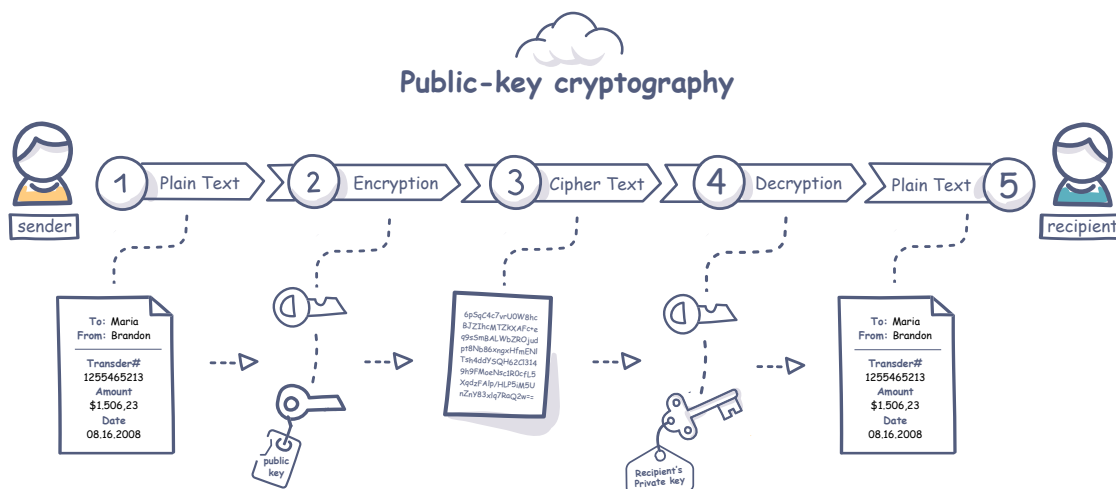 Public-key cryptography
sender
1 Plain Text
2 Encryption
3 Cipher Text
4 Decryption
Plain Text 5
recipient
To: Maria
From: Brandon
Transder#
1255465213
Amount
$1.506,23
Date
08.16.2008
public
key
6pSqC4c7vrU0W8hc
BJZIhcMTZkXAFc+e
q9sSmBALWbZROjud
pt8Nb86xngxHfmENl
Tsh4ddYSQH62Cl314
9h9FMoeNsc1R0cfL5
XqdzFAlp/HLP5iM5U
nZnYB3xlq7RaQ2w==
Recipient's
Private key
To: Maria
From: Brandon
Transder#
1255465213
Amount
$1.506,23
Date
08.16.2008